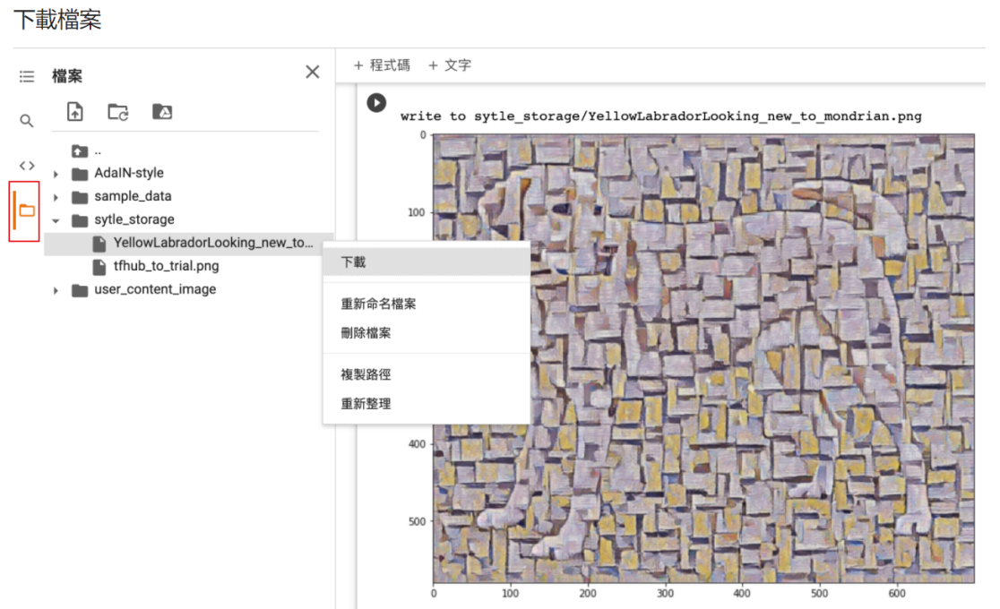 下載檔案
檔案
+ 程式碼 + 文字
write to sytle_storage/YellowLabradorLooking_new_to_mondrian.png
..
AdaIN-style
sample_data
sytle_storage
YellowLabradorLooking_new_to...
tfhub_to_trial.png
user_content_image
下載
重新命名檔案
刪除檔案
複製路徑
重新整理
0
100
400
500
0 100 200 300 400 500 600